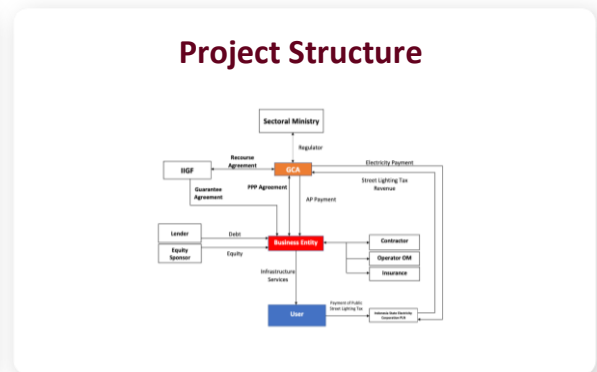 Project Structure
Sectoral Ministry
Regulator
IIGF
Recourse
Agreement
GCA
Electricity Payment
Street Lighting Tax
Revenue
Guarantee
Agreement
PPP Agreement
AP Payment
Lender
Debt
Equity
Sponsor
Equity
Business Entity
Contractor
Operator OM
Insurance
Infrastructure
Services
User
Payment of Public
Street Lighting Tax
Indonesia State Electricity
Corporation PLN